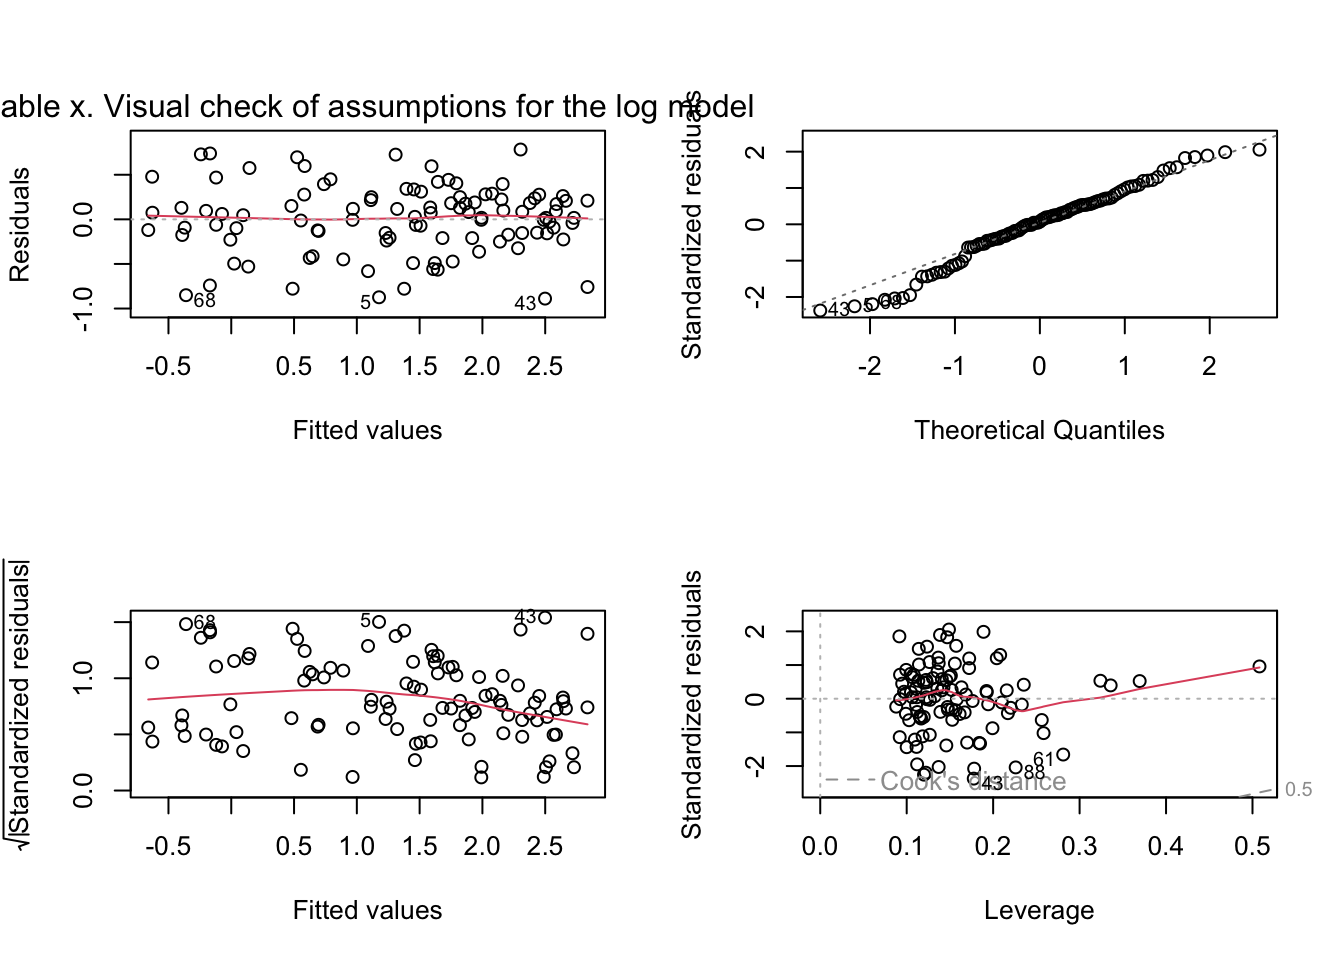 able x. Visual check of assumptions for the log model
Residuals
0.0
-1.0
68
5
43
-0.5 0.5 1.0 1.5 2.0 2.5
Fitted values
Standardized residuals
2
0
-2
43
-2 -1 0 1 2
Theoretical Quantiles
√|Standardized residuals|
1.0
0.0
68
5
43
-0.5 0.5 1.0 1.5 2.0 2.5
Fitted values
Standardized residuals
2
0
-2
61
88
43
Cook's distance
0.5
0.0 0.1 0.2 0.3 0.4 0.5
Leverage